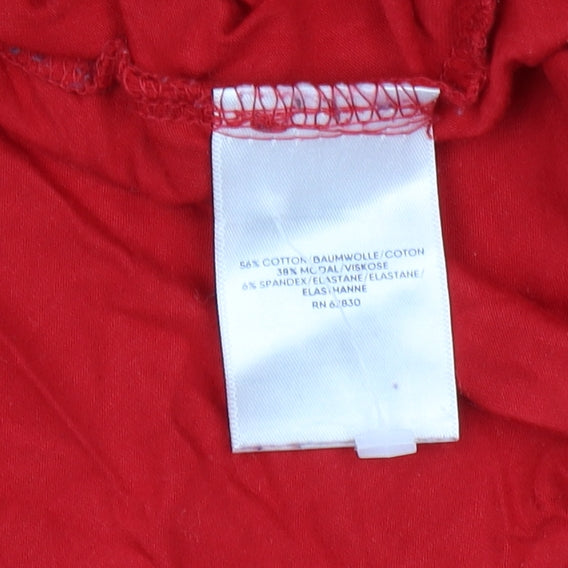 56% COTTON/BAUMWOLLE/COTON
38% MODAL/VISKOSE
6% SPANDEX/ELASTANE/ELASTANE/
ELASTHANNE
RN 62830